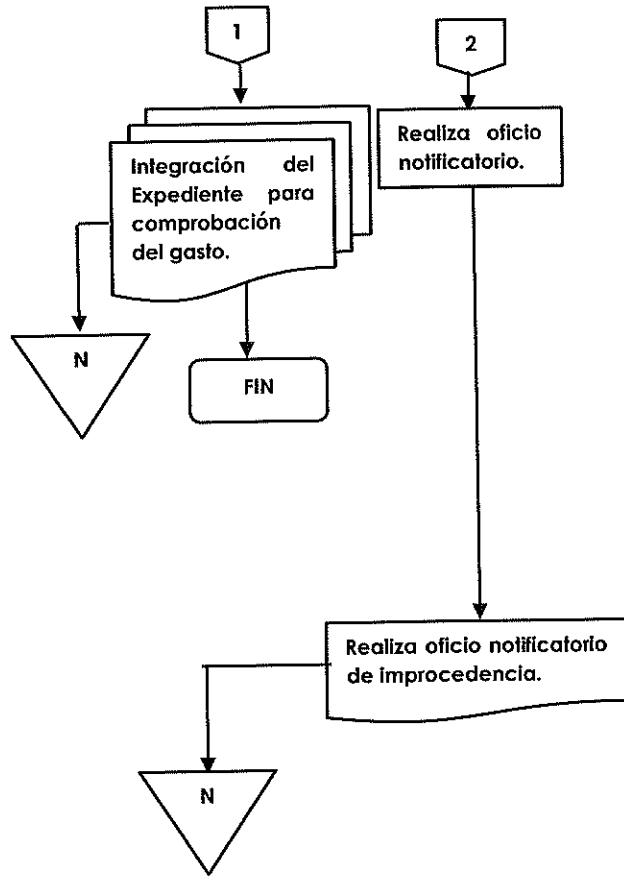 1
2
Integración del
Expediente para
comprobación
del gasto.
Realiza oficio
notificatorio.
N
FIN
Realiza oficio notificatorio
de improcedencia.
N